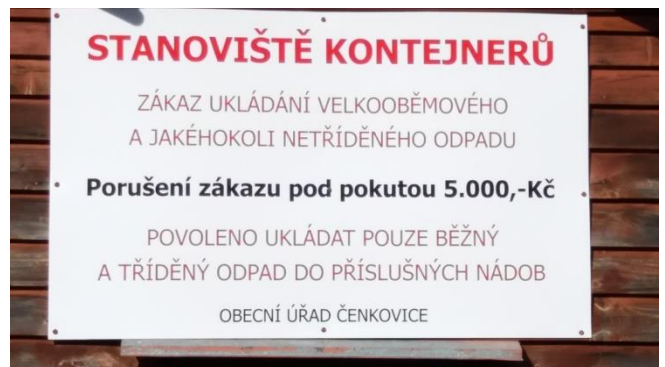 STANOVIŠTĚ KONTEJNERŮ
ZÁKAZ UKLÁDÁNÍ VELKOOBĚMOVÉHO
A JAKÉHOKOLI NETŘÍDĚNÉHO ODPADU
Porušení zákazu pod pokutou 5.000,-Kč
POVOLENO UKLÁDAT POUZE BĚŽNÝ
A TŘÍDĚNÝ ODPAD DO PŘÍSLUŠNÝCH NÁDOB
OBECNÍ ÚŘAD ČENKOVICE